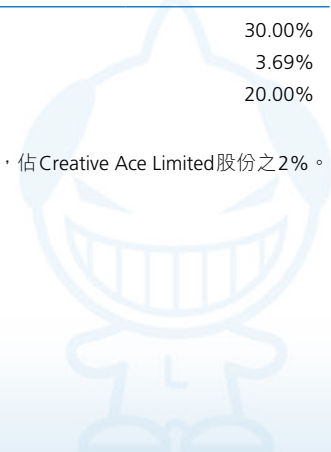 30.00%
3.69%
20.00%
，佔Creative Ace Limited股份之2%。
L